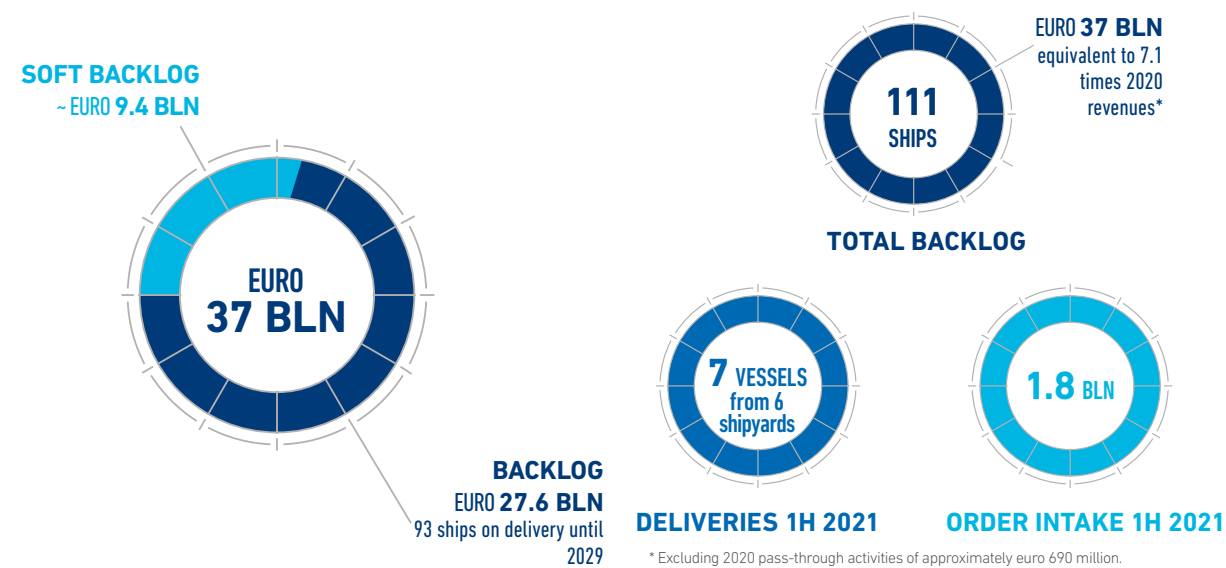 SOFT BACKLOG
~ EURO 9.4 BLN
EURO
37 BLN
BACKLOG
EURO 27.6 BLN
93 ships on delivery until
2029
EURO 37 BLN
equivalent to 7.1
times 2020
revenues*
111
SHIPS
TOTAL BACKLOG
7 VESSELS
from 6
shipyards
DELIVERIES 1H 2021
1.8 BLN
ORDER INTAKE 1H 2021
* Excluding 2020 pass-through activities of approximately euro 690 million.